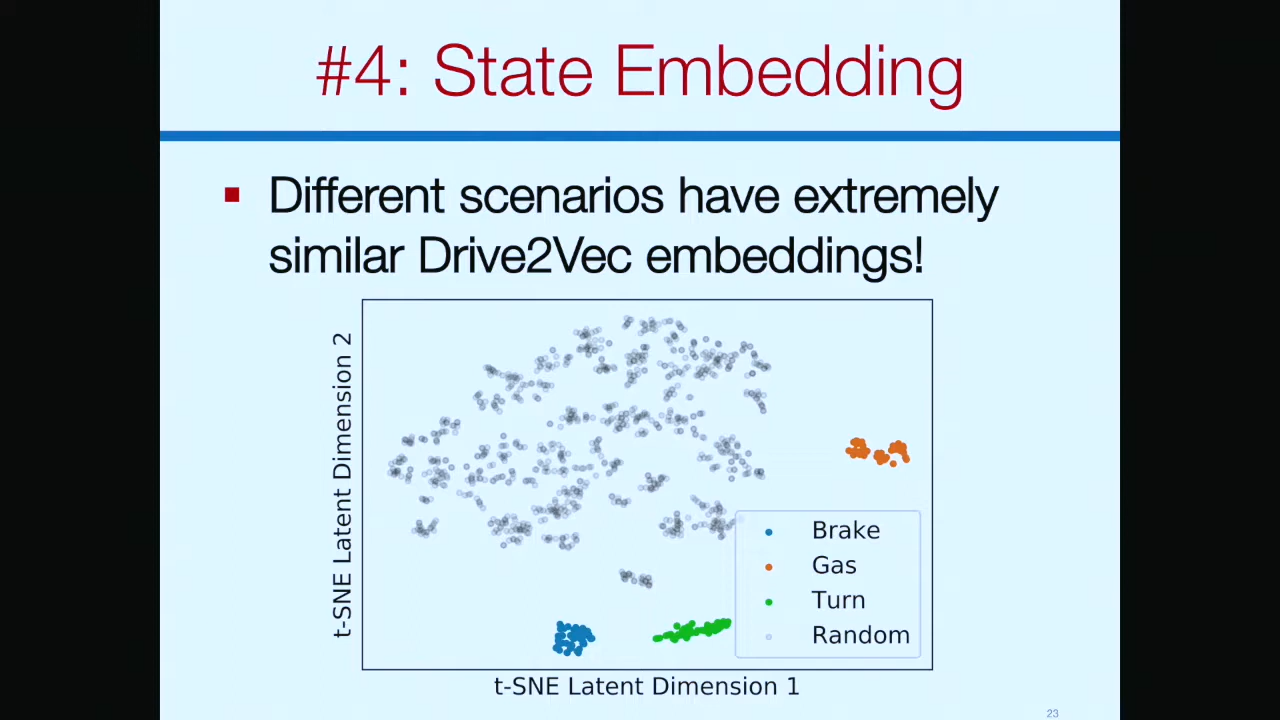 #4: State Embedding
Different scenarios have extremely
similar Drive2Vec embeddings!
t-SNE Latent Dimension 2
Brake
Gas
Turn
Random
t-SNE Latent Dimension 1
23